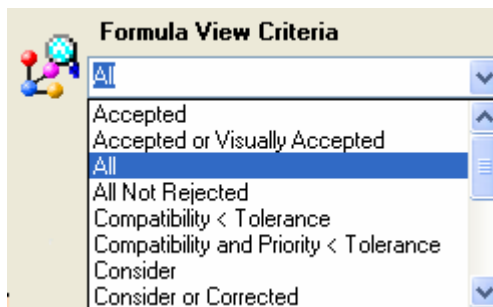 Formula View Criteria
All
Accepted
Accepted or Visually Accepted
All
All Not Rejected
Compatibility < Tolerance
Compatibility and Priority < Tolerance
Consider
Consider or Corrected